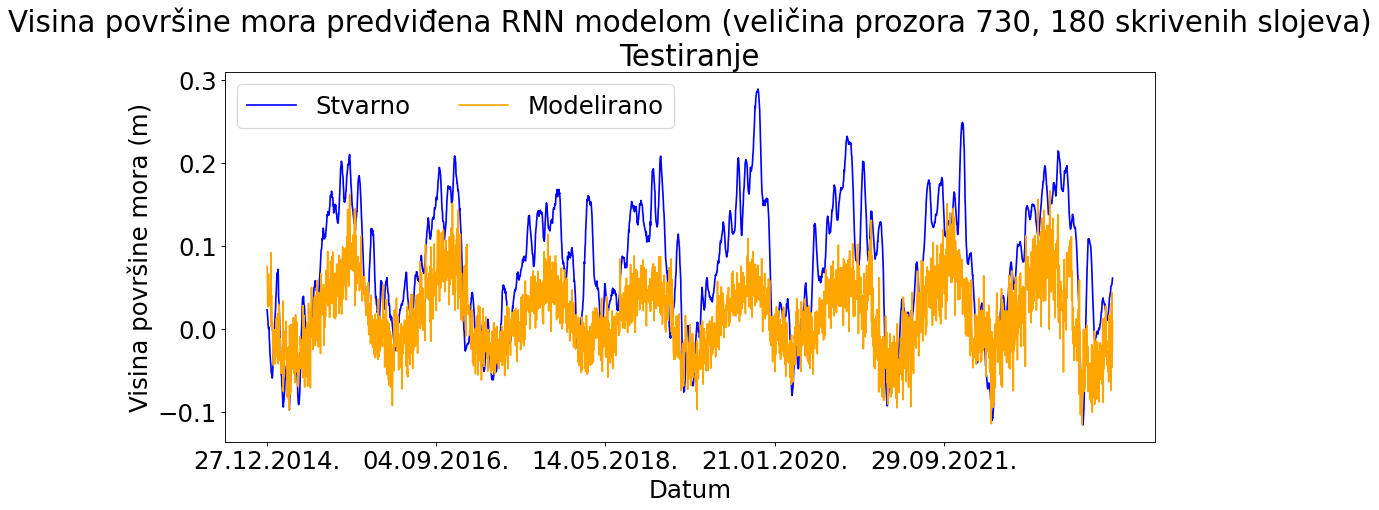 Visina površine mora predviđena RNN modelom (veličina prozora 730, 180 skrivenih slojeva)
Testiranje
Stvarno Modelirano
Visina površine mora (m)
0.3
0.2
0.1
0.0
−0.1
27.12.2014. 04.09.2016. 14.05.2018. 21.01.2020. 29.09.2021.
Datum